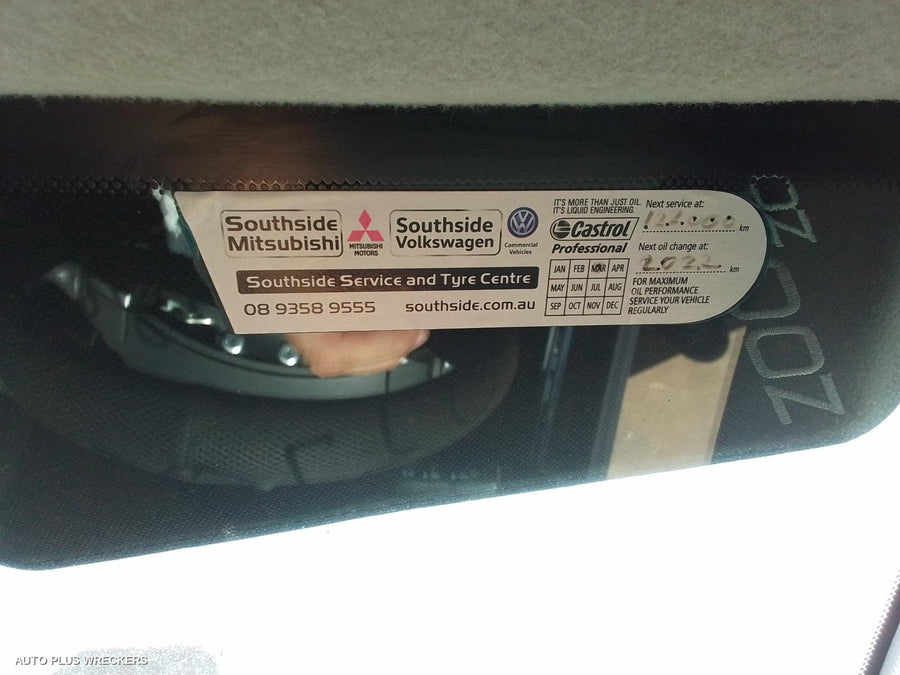 Southside
Mitsubishi
MITSUBISHI
MOTORS
Southside
Volkswagen
Commercial
Vehicles
Southside Service and Tyre Centre
08 9358 9555 southside.com.au
IT'S MORE THAN JUST OIL.
IT'S LIQUID ENGINEERING.
Castrol
Professional
JAN FEB MAR APR
MAY JUN JUL AUG
SEP OCT NOV DEC
Next service at:
km
Next oil change at:
2022 km
FOR MAXIMUM
OIL PERFORMANCE
SERVICE YOUR VEHICLE
REGULARLY
AUTO PLUS WRECKERS